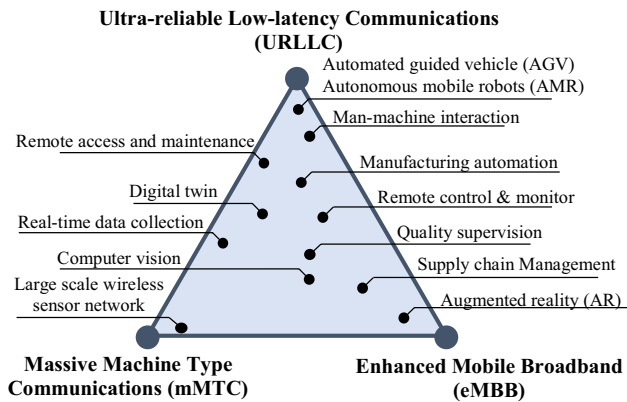 Ultra-reliable Low-latency Communications
(URLLC)
Automated guided vehicle (AGV)
Autonomous mobile robots (AMR)
Man-machine interaction
Remote access and maintenance
Manufacturing automation
Digital twin
Remote control & monitor
Real-time data collection
Quality supervision
Computer vision
Supply chain Management
Large scale wireless
sensor network
Augmented reality (AR)
Massive Machine Type
Communications (mMTC)
Enhanced Mobile Broadband
(eMBB)